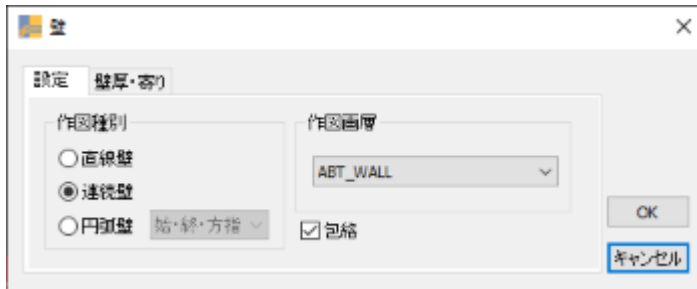 壁
設定
壁厚・寄り
作図種別
直線壁
連続壁
円弧壁
始・終・方指
作図画層
ABT_WALL
包絡
OK
キャンセル